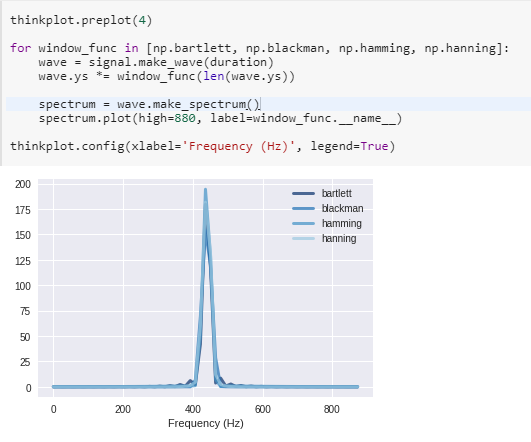 thinkplot.preplot(4)
for window_func in [np.bartlett, np.blackman, np.hamming, np.hanning]:
    wave = signal.make_wave(duration)
    wave.ys *= window_func(len(wave.ys))
    spectrum = wave.make_spectrum()
    spectrum.plot(high=880, label=window_func.__name__)
thinkplot.config(xlabel='Frequency (Hz)', legend=True)
200
175
150
125
100
75
50
25
0
bartlett
blackman
hamming
hanning
0 200 400 600 800
Frequency (Hz)